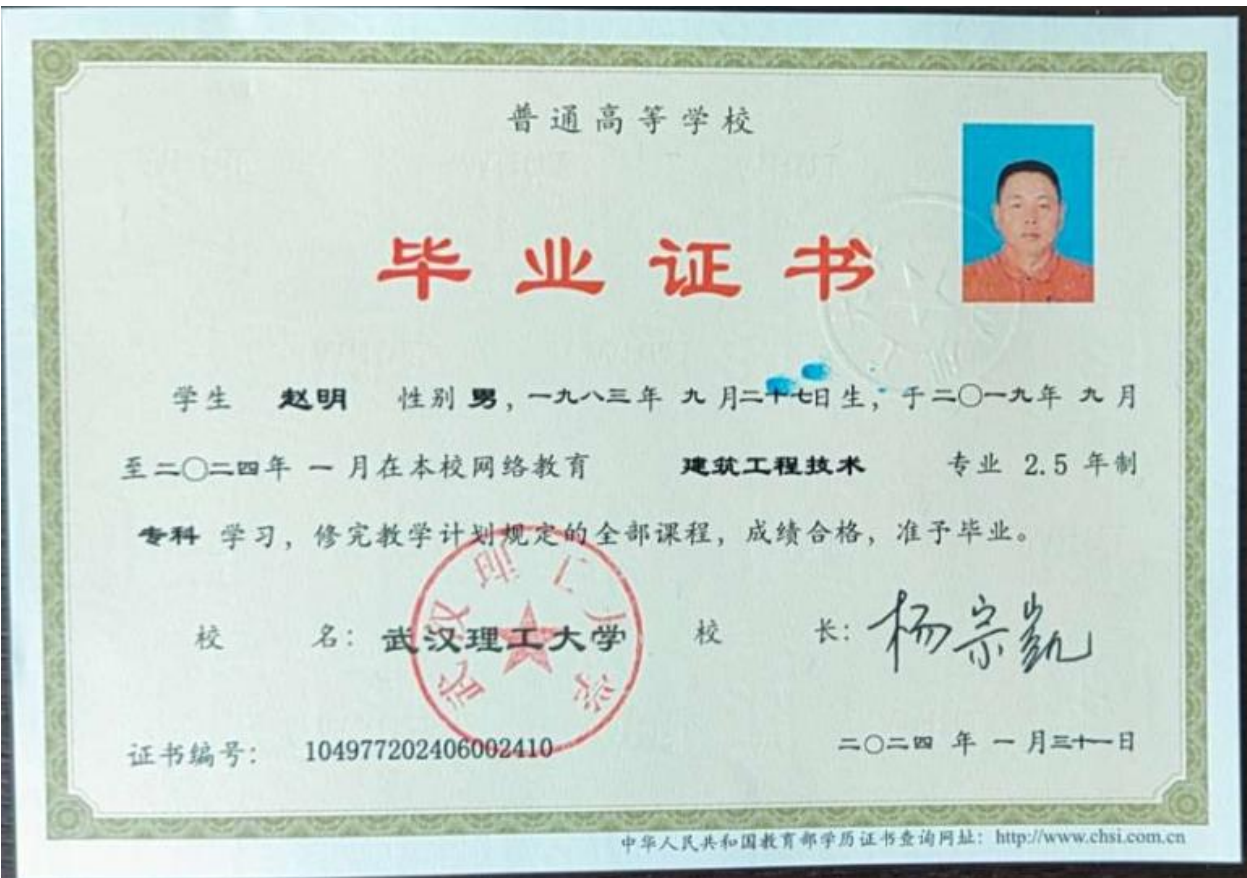 普通高等学校
毕业证书
学生 赵明 性别 男，一九八三年 九 月二十七日生，于二〇一九年 九 月
至二〇二四年 一 月在本校网络教育 建筑工程技术 专业 2.5 年制
专科 学习，修完教学计划规定的全部课程，成绩合格，准予毕业。
校 名：武汉理工大学 校 长：杨宗凯
武汉理工大学
证书编号： 104977202406002410 二〇二四 年 一 月三十一日
中华人民共和国教育部学历证书查询网址：http://www.chsi.com.cn